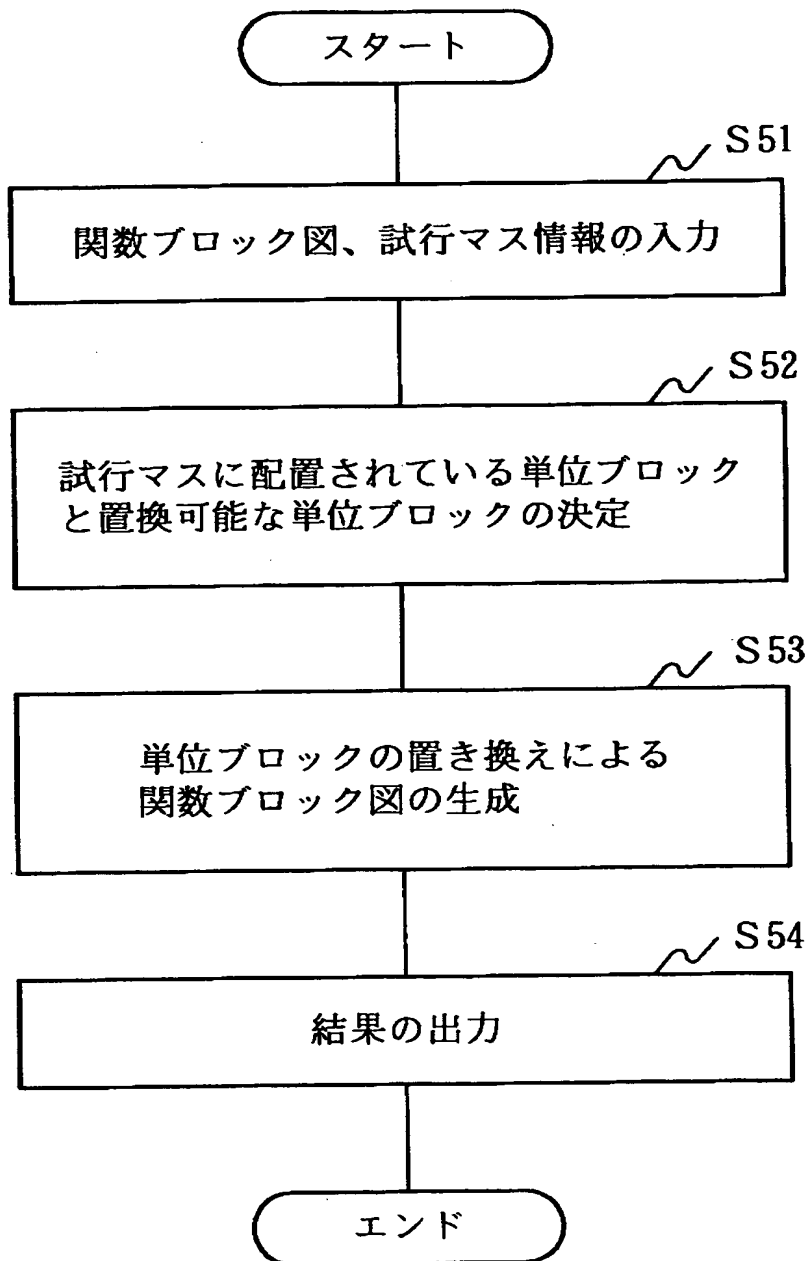 スタート
S51
関数ブロック図、試行マス情報の入力
S52
試行マスに配置されている単位ブロック
と置換可能な単位ブロックの決定
S53
単位ブロックの置き換えによる
関数ブロック図の生成
S54
結果の出力
エンド